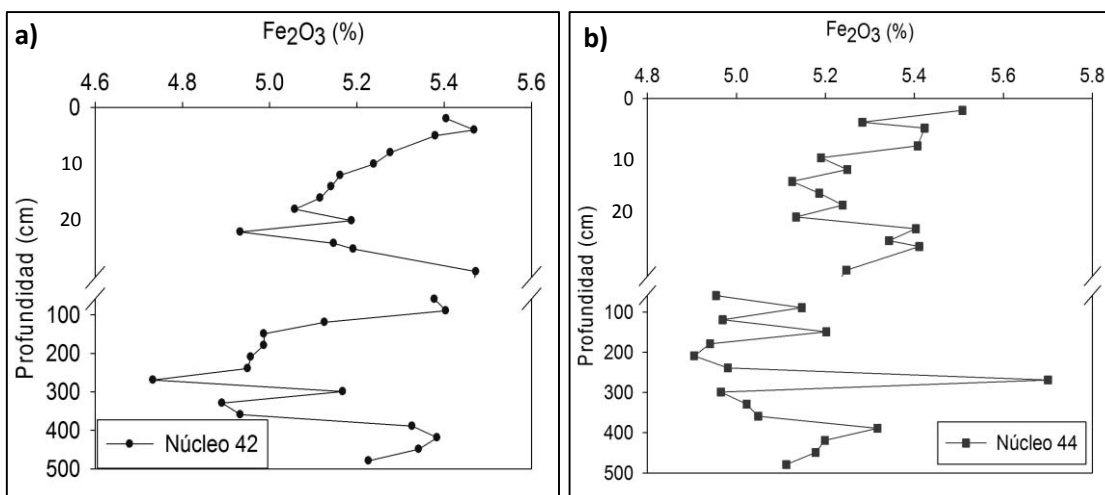 a)
Fe₂O₃ (%)
4.6 4.8 5.0 5.2 5.4 5.6
0
10
20
100
200
300
400
500
Profundidad (cm)
Núcleo 42
b)
Fe₂O₃ (%)
4.8 5.0 5.2 5.4 5.6 5.8
0
10
20
100
200
300
400
500
Profundidad (cm)
Núcleo 44